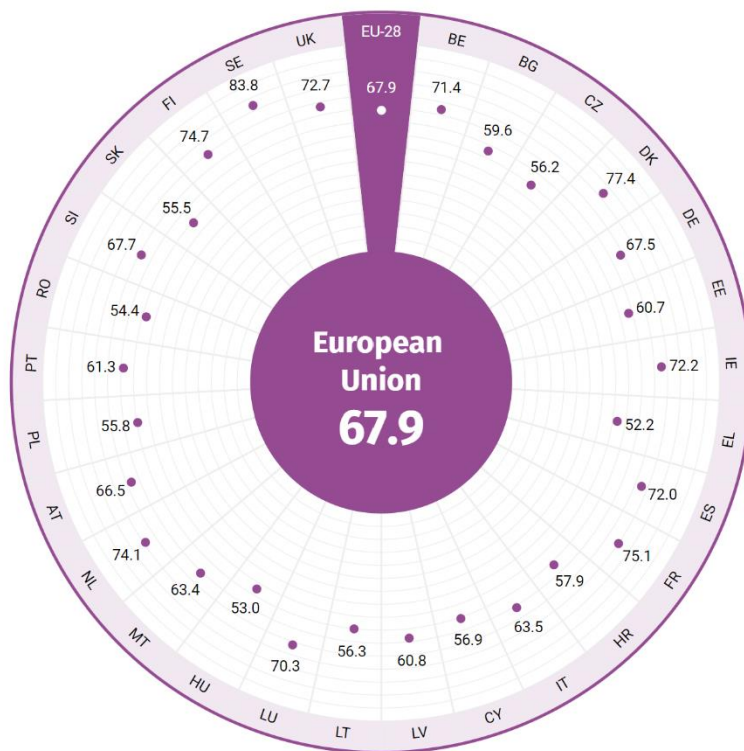 EU-28
67.9
BE
71.4
BG
59.6
CZ
56.2
DK
77.4
DE
67.5
EE
60.7
IE
72.2
EL
52.2
ES
72.0
FR
75.1
HR
57.9
IT
63.5
CY
56.9
LV
60.8
LT
56.3
LU
70.3
HU
53.0
MT
63.4
NL
74.1
AT
66.5
PL
55.8
PT
61.3
RO
54.4
SI
67.7
SK
55.5
FI
74.7
SE
83.8
UK
72.7
European
Union
67.9